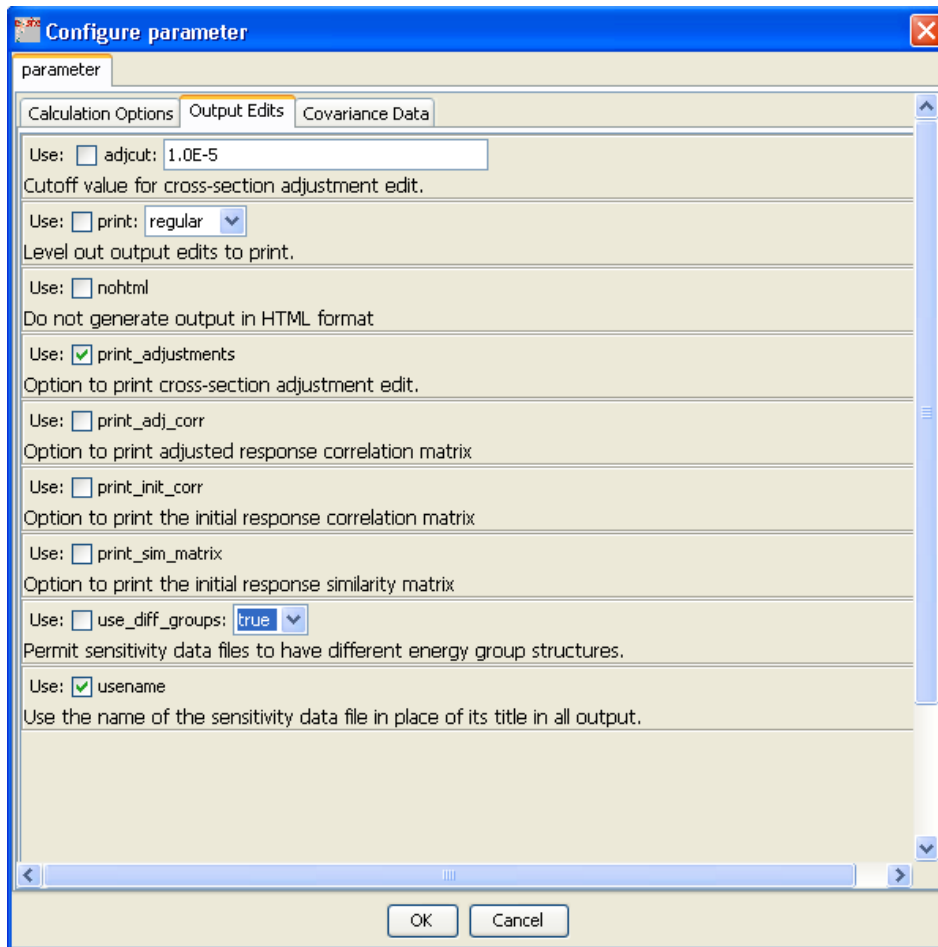 Configure parameter
parameter
Calculation Options Output Edits Covariance Data
Use: adjcut: 1.0E-5
Cutoff value for cross-section adjustment edit.
Use: print: regular
Level out output edits to print.
Use: nohtml
Do not generate output in HTML format
Use: print_adjustments
Option to print cross-section adjustment edit.
Use: print_adj_corr
Option to print adjusted response correlation matrix
Use: print_init_corr
Option to print the initial response correlation matrix
Use: print_sim_matrix
Option to print the initial response similarity matrix
Use: use_diff_groups: true
Permit sensitivity data files to have different energy group structures.
Use: usename
Use the name of the sensitivity data file in place of its title in all output.
OK Cancel